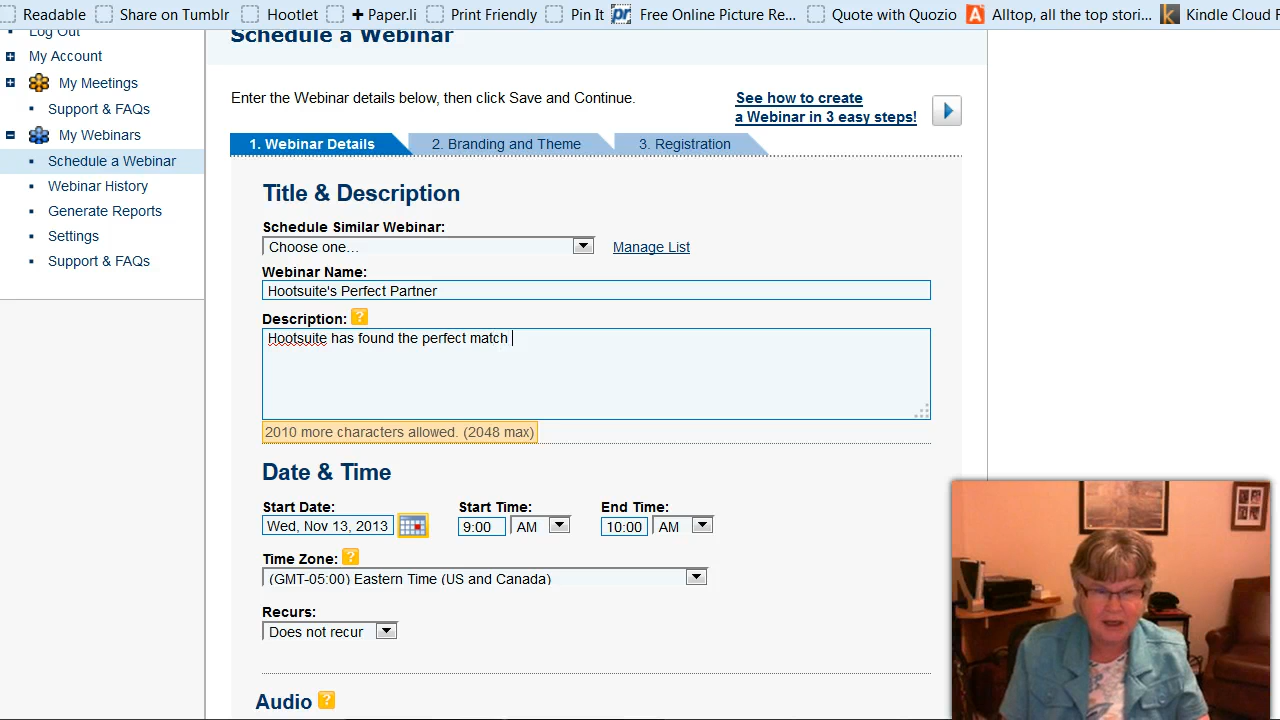 Readable Share on Tumblr Hootlet + Paper.li Print Friendly Pin It pr Free Online Picture Re... Quote with Quozio A Alltop, all the top stori... k Kindle Cloud
Log Out
My Account
My Meetings
Support & FAQs
My Webinars
Schedule a Webinar
Webinar History
Generate Reports
Settings
Support & FAQs
Schedule a Webinar
Enter the Webinar details below, then click Save and Continue.
See how to create
a Webinar in 3 easy steps!
1. Webinar Details 2. Branding and Theme 3. Registration
Title & Description
Schedule Similar Webinar:
Choose one... Manage List
Webinar Name:
Hootsuite's Perfect Partner
Description: ?
Hootsuite has found the perfect match
2010 more characters allowed. (2048 max)
Date & Time
Start Date: Start Time: End Time:
Wed, Nov 13, 2013 9:00 AM 10:00 AM
Time Zone: ?
(GMT-05:00) Eastern Time (US and Canada)
Recurs:
Does not recur
Audio ?